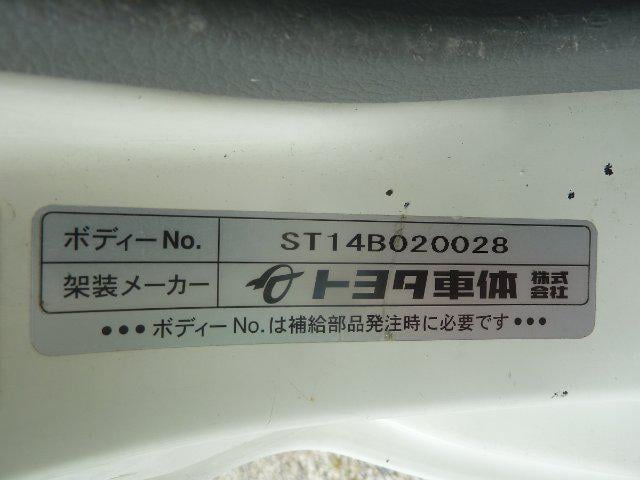 ボディーNo. ST14B020028
架装メーカー トヨタ車体 株式会社
●●● ボディーNo.は補給部品発注時に必要です ●●●